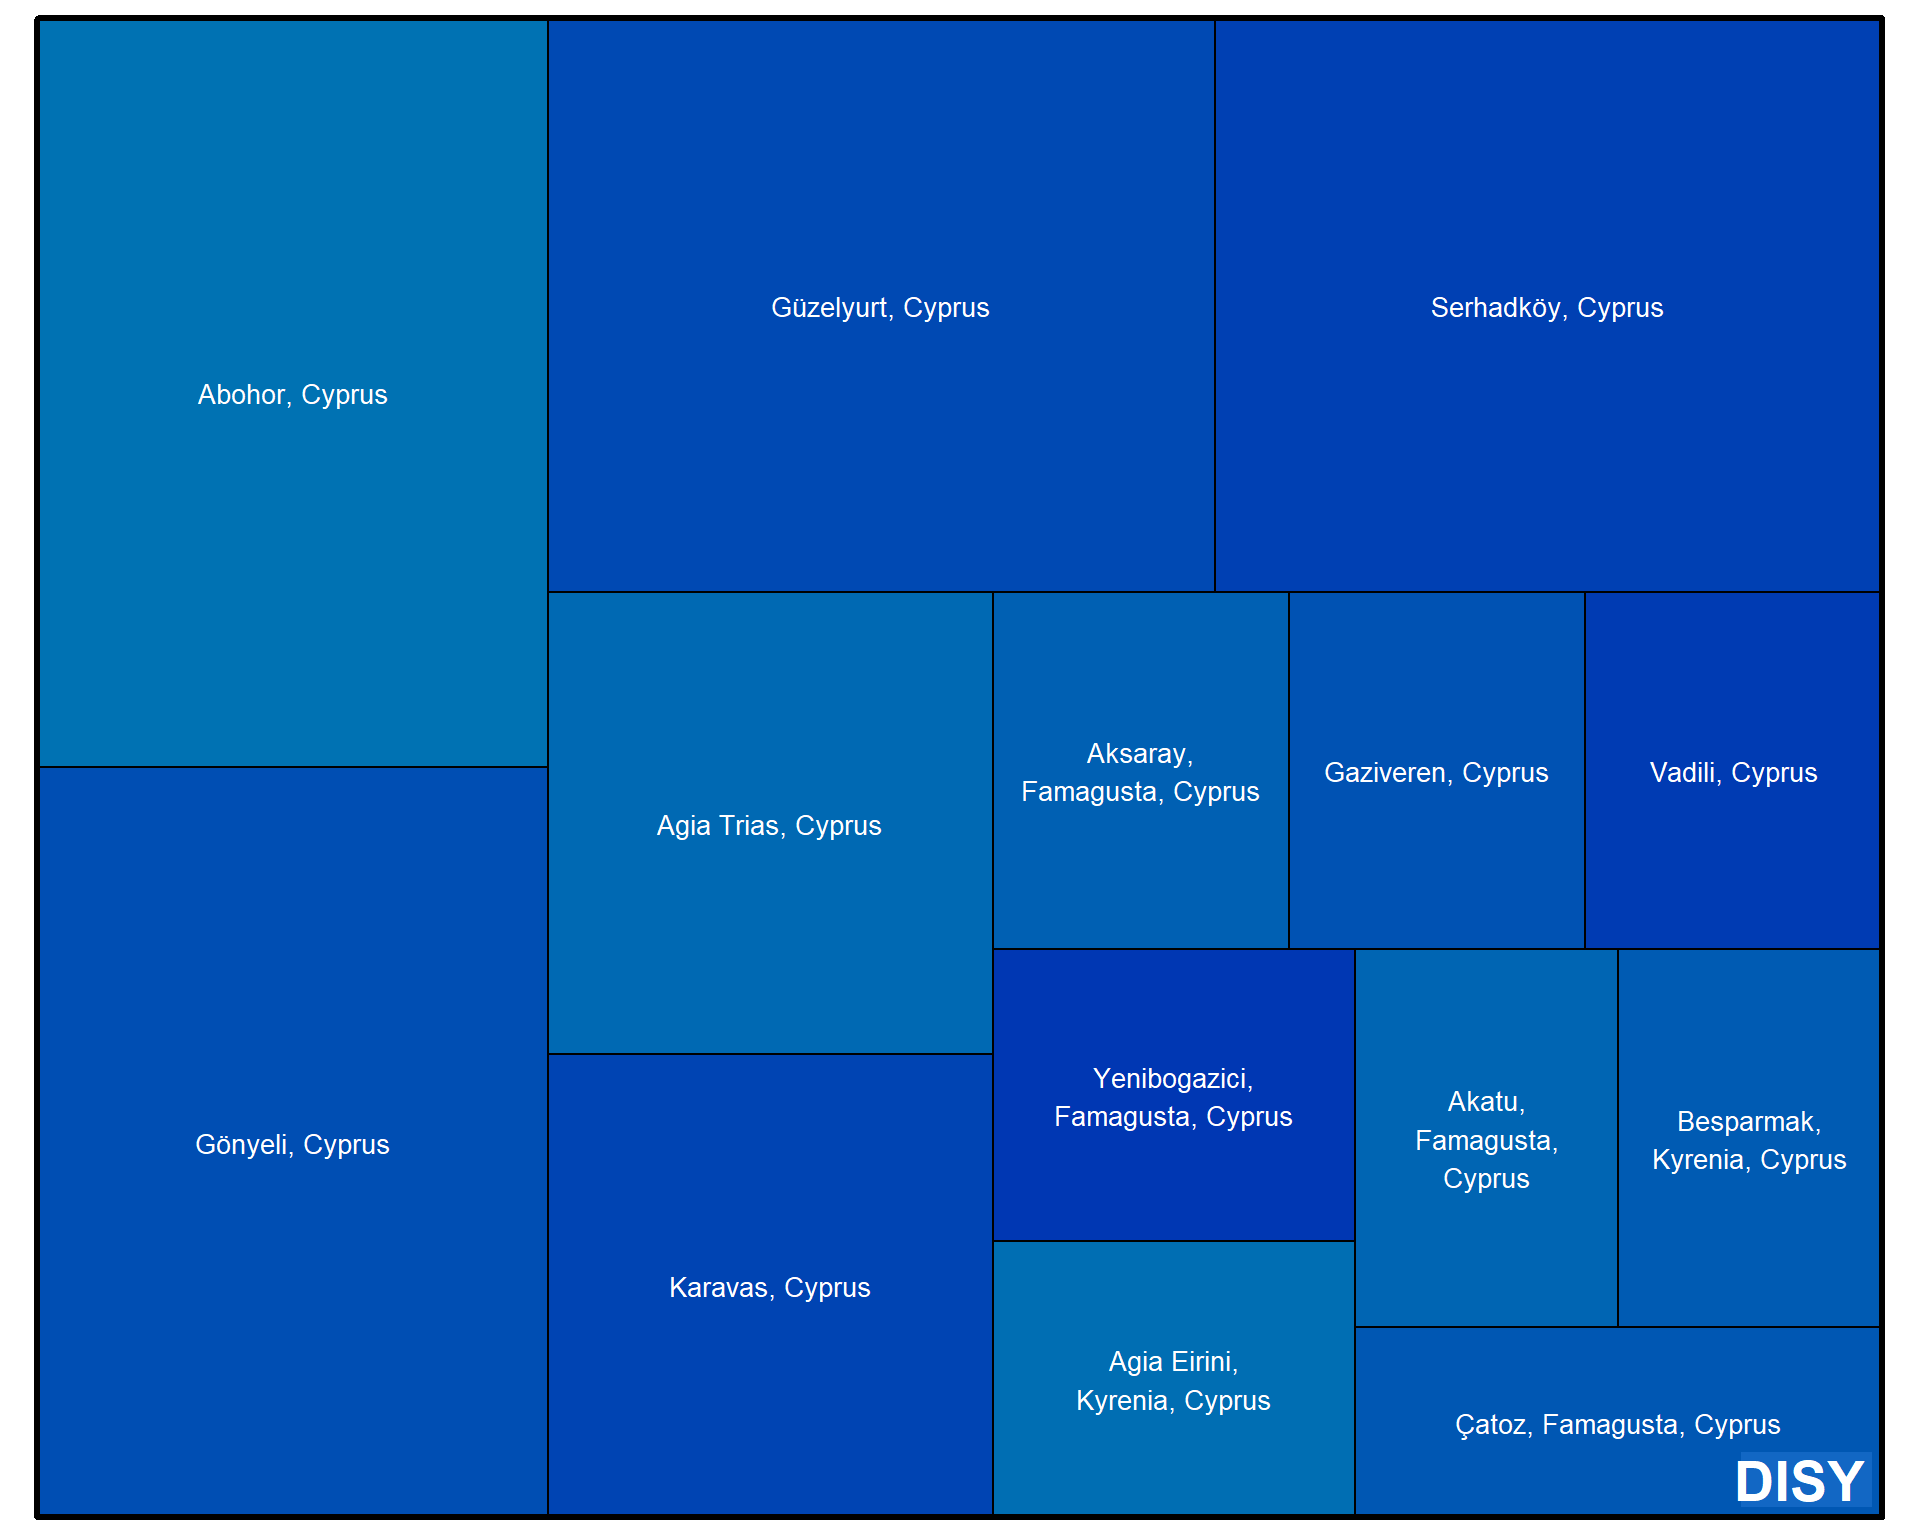 Abohor, Cyprus
Güzelyurt, Cyprus
Serhadköy, Cyprus
Gönyeli, Cyprus
Agia Trias, Cyprus
Aksaray,
Famagusta, Cyprus
Gaziveren, Cyprus
Vadili, Cyprus
Karavas, Cyprus
Yenibogazici,
Famagusta, Cyprus
Akatu,
Famagusta,
Cyprus
Besparmak,
Kyrenia, Cyprus
Agia Eirini,
Kyrenia, Cyprus
Çatoz, Famagusta, Cyprus
DISY